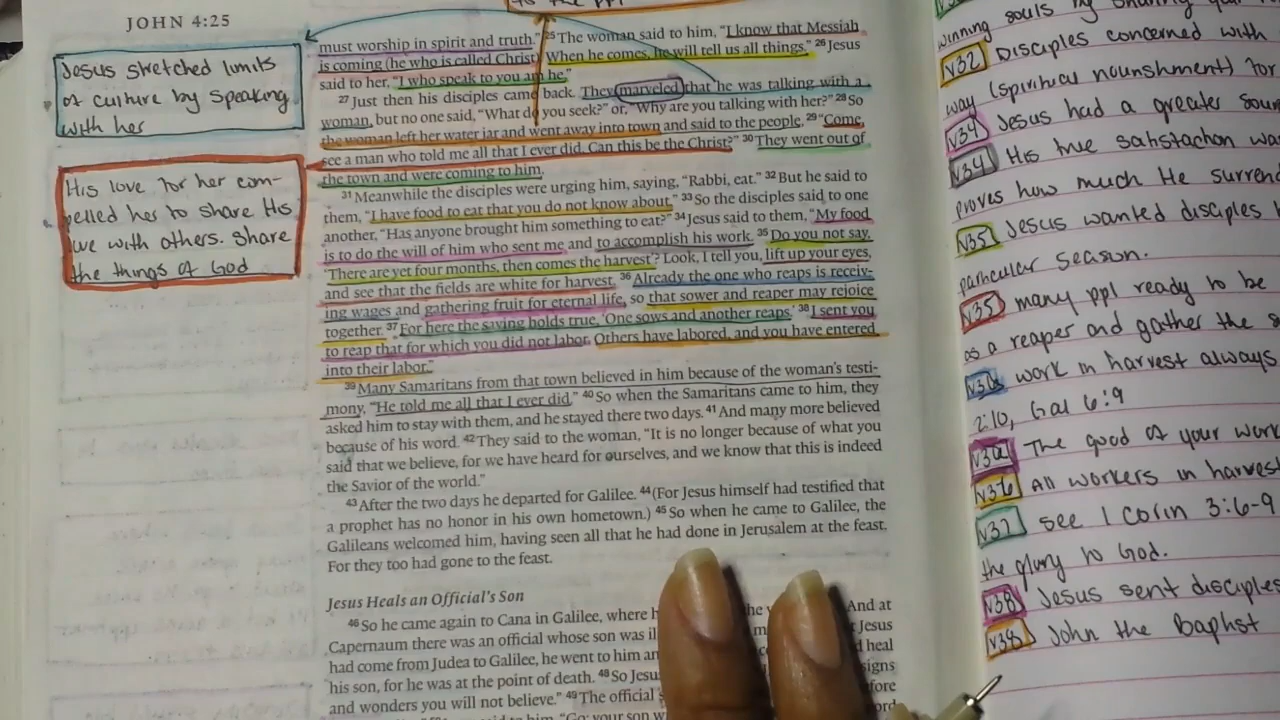 JOHN 4:25
to the ppl
Jesus stretched limits
of culture by speaking
with her
His love for her com-
pelled her to share His
love with others. Share
the things of God
must worship in spirit and truth.” 25 The woman said to him, “I know that Messiah
is coming (he who is called Christ). When he comes, he will tell us all things.” 26 Jesus
said to her, “I who speak to you am he.”
27 Just then his disciples came back. They marveled that he was talking with a
woman, but no one said, “What do you seek?” or, “Why are you talking with her?” 28 So
the woman left her water jar and went away into town and said to the people, 29 “Come,
see a man who told me all that I ever did. Can this be the Christ?” 30 They went out of
the town and were coming to him.
31 Meanwhile the disciples were urging him, saying, “Rabbi, eat.” 32 But he said to
them, “I have food to eat that you do not know about.” 33 So the disciples said to one
another, “Has anyone brought him something to eat?” 34 Jesus said to them, “My food
is to do the will of him who sent me and to accomplish his work. 35 Do you not say,
‘There are yet four months, then comes the harvest’? Look, I tell you, lift up your eyes,
and see that the fields are white for harvest. 36 Already the one who reaps is receiv-
ing wages and gathering fruit for eternal life, so that sower and reaper may rejoice
together. 37 For here the saying holds true, ‘One sows and another reaps.’ 38 I sent you
to reap that for which you did not labor. Others have labored, and you have entered
into their labor.”
39 Many Samaritans from that town believed in him because of the woman’s testi-
mony, “He told me all that I ever did.” 40 So when the Samaritans came to him, they
asked him to stay with them, and he stayed there two days. 41 And many more believed
because of his word. 42 They said to the woman, “It is no longer because of what you
said that we believe, for we have heard for ourselves, and we know that this is indeed
the Savior of the world.”
43 After the two days he departed for Galilee. 44 (For Jesus himself had testified that
a prophet has no honor in his own hometown.) 45 So when he came to Galilee, the
Galileans welcomed him, having seen all that he had done in Jerusalem at the feast.
For they too had gone to the feast.
Jesus Heals an Official’s Son
46 So he came again to Cana in Galilee, where h the And at
Capernaum there was an official whose son was il Jesus
had come from Judea to Galilee, he went to him an heal
his son, for he was at the point of death. 48 So Jesu signs
and wonders you will not believe.” 49 The official
winning souls by sharing
v32 Disciples concerned with
way (spiritual nourishment) for
v34 Jesus had a greater sour
v34 His true satistachon wa
proves how much He surrend
v35 Jesus wanted disciples
particular season.
v35 many ppl ready to be
as a reaper and gather the
v36 work in harvest always
2:10, Gal 6:9
v36 The good of your work
v36 All workers in harvest
v37 see 1 Corin 3:6-9
the glory to God.
v38 Jesus sent disciples
v38 John the Baptist